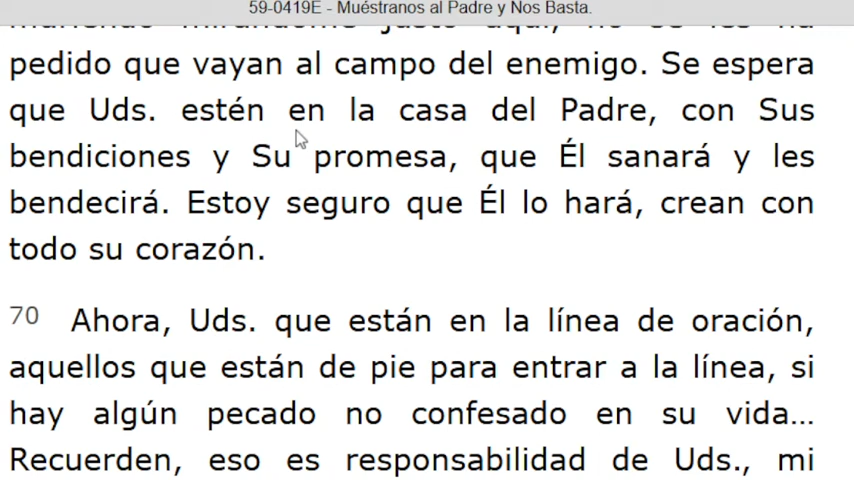 59-0419E - Muéstranos al Padre y Nos Basta.
pedido que vayan al campo del enemigo. Se espera
que Uds. estén en la casa del Padre, con Sus
bendiciones y Su promesa, que Él sanará y les
bendecirá. Estoy seguro que Él lo hará, crean con
todo su corazón.
70 Ahora, Uds. que están en la línea de oración,
aquellos que están de pie para entrar a la línea, si
hay algún pecado no confesado en su vida...
Recuerden, eso es responsabilidad de Uds., mi